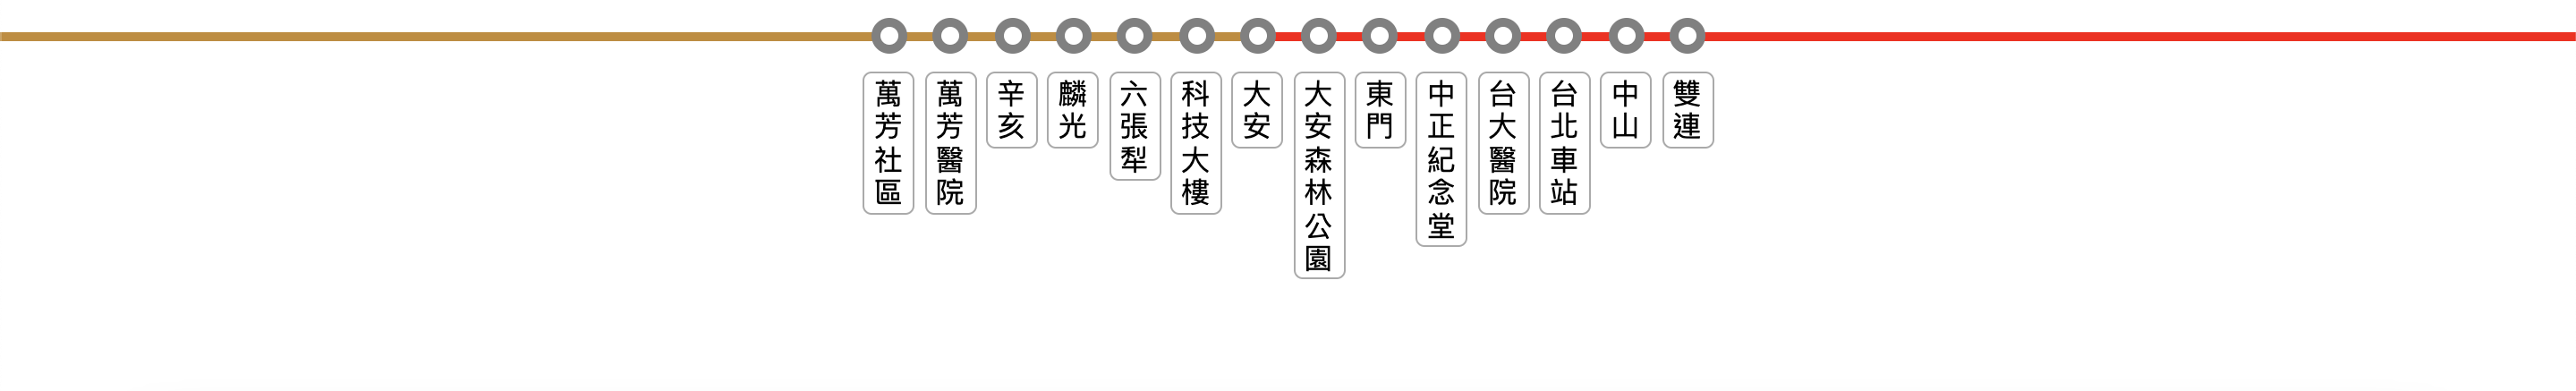 萬芳社區
萬芳醫院
辛亥
麟光
六張犁
科技大樓
大安
大安森林公園
東門
中正紀念堂
台大醫院
台北車站
中山
雙連